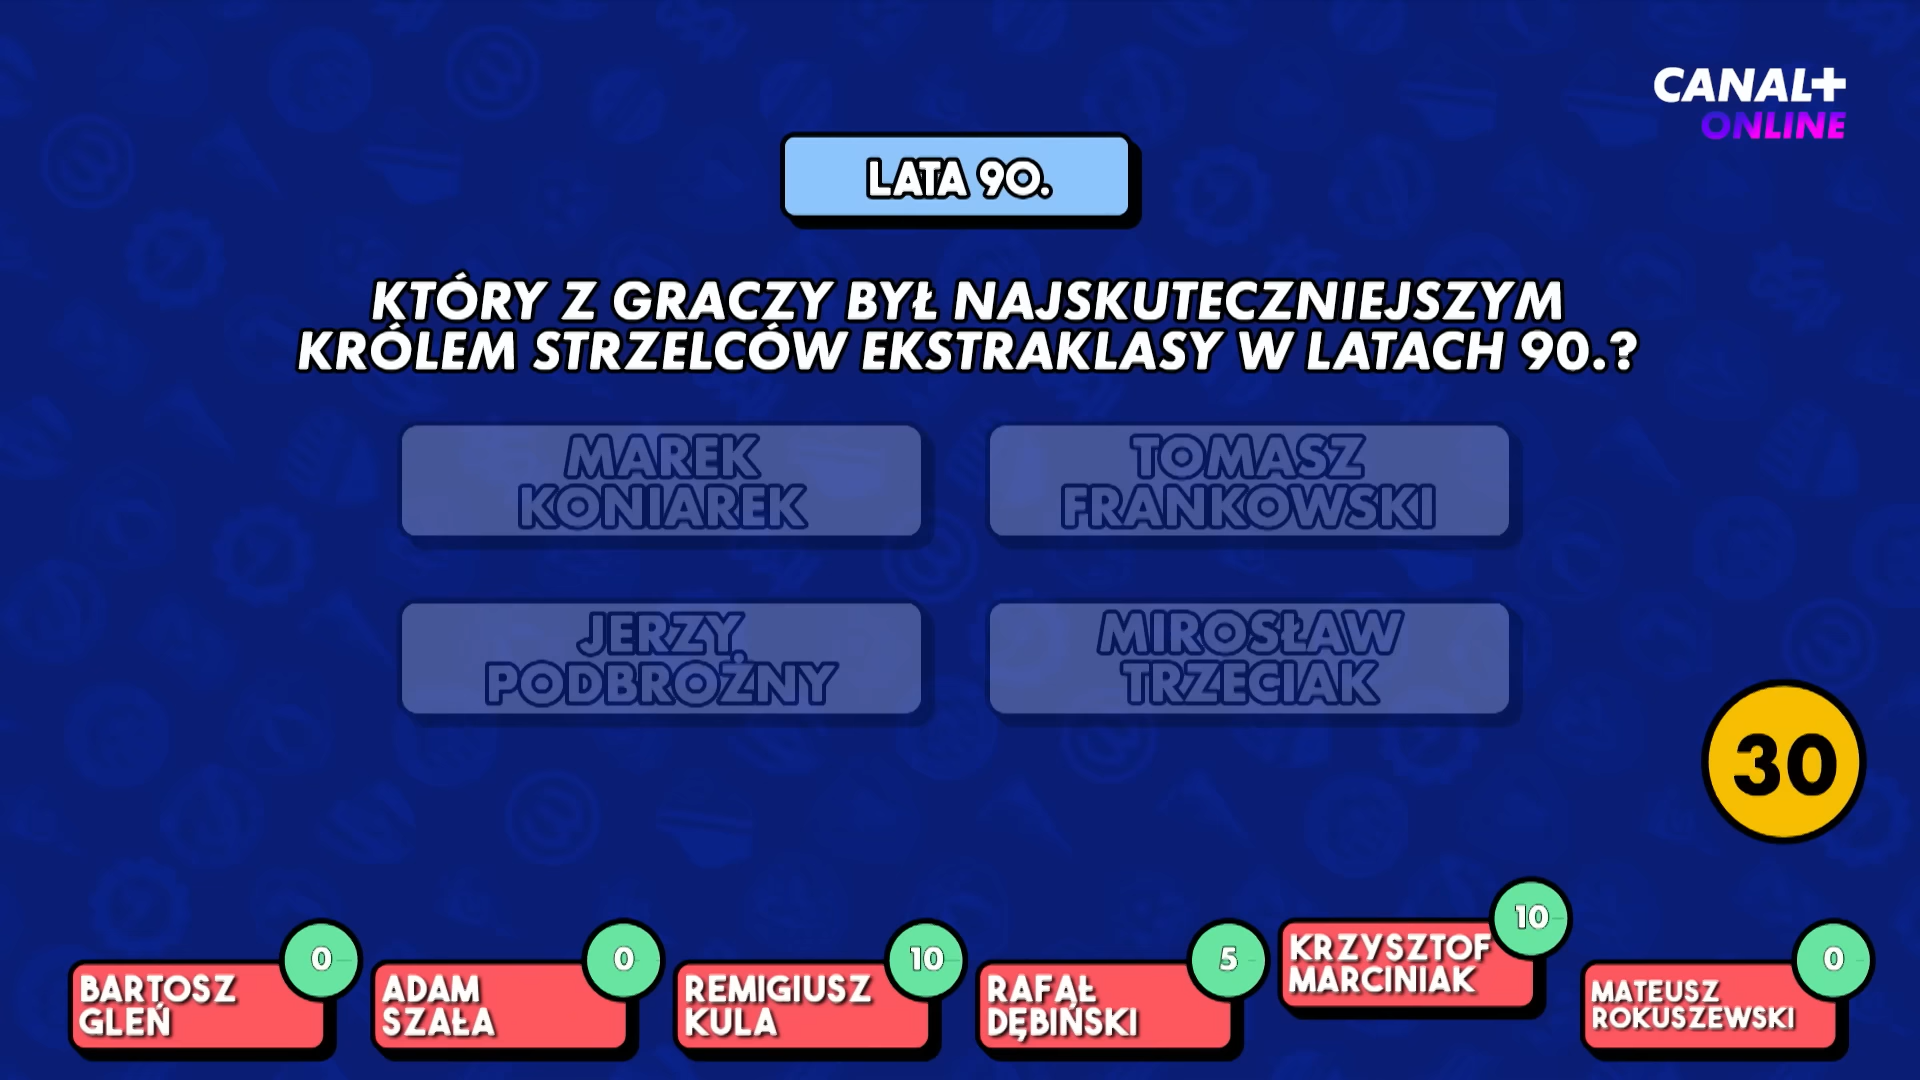 CANAL+
ONLINE
LATA 90.
KTÓRY Z GRACZY BYŁ NAJSKUTECZNIEJSZYM
KRÓLEM STRZELCÓW EKSTRAKLASY W LATACH 90.?
MAREK
KONIAREK
TOMASZ
FRANKOWSKI
JERZY
PODBROŻNY
MIROSŁAW
TRZECIAK
30
0
BARTOSZ
GLEŃ
0
ADAM
SZAŁA
10
REMIGIUSZ
KULA
5
RAFAŁ
DĘBIŃSKI
10
KRZYSZTOF
MARCINIAK
0
MATEUSZ
ROKUSZEWSKI